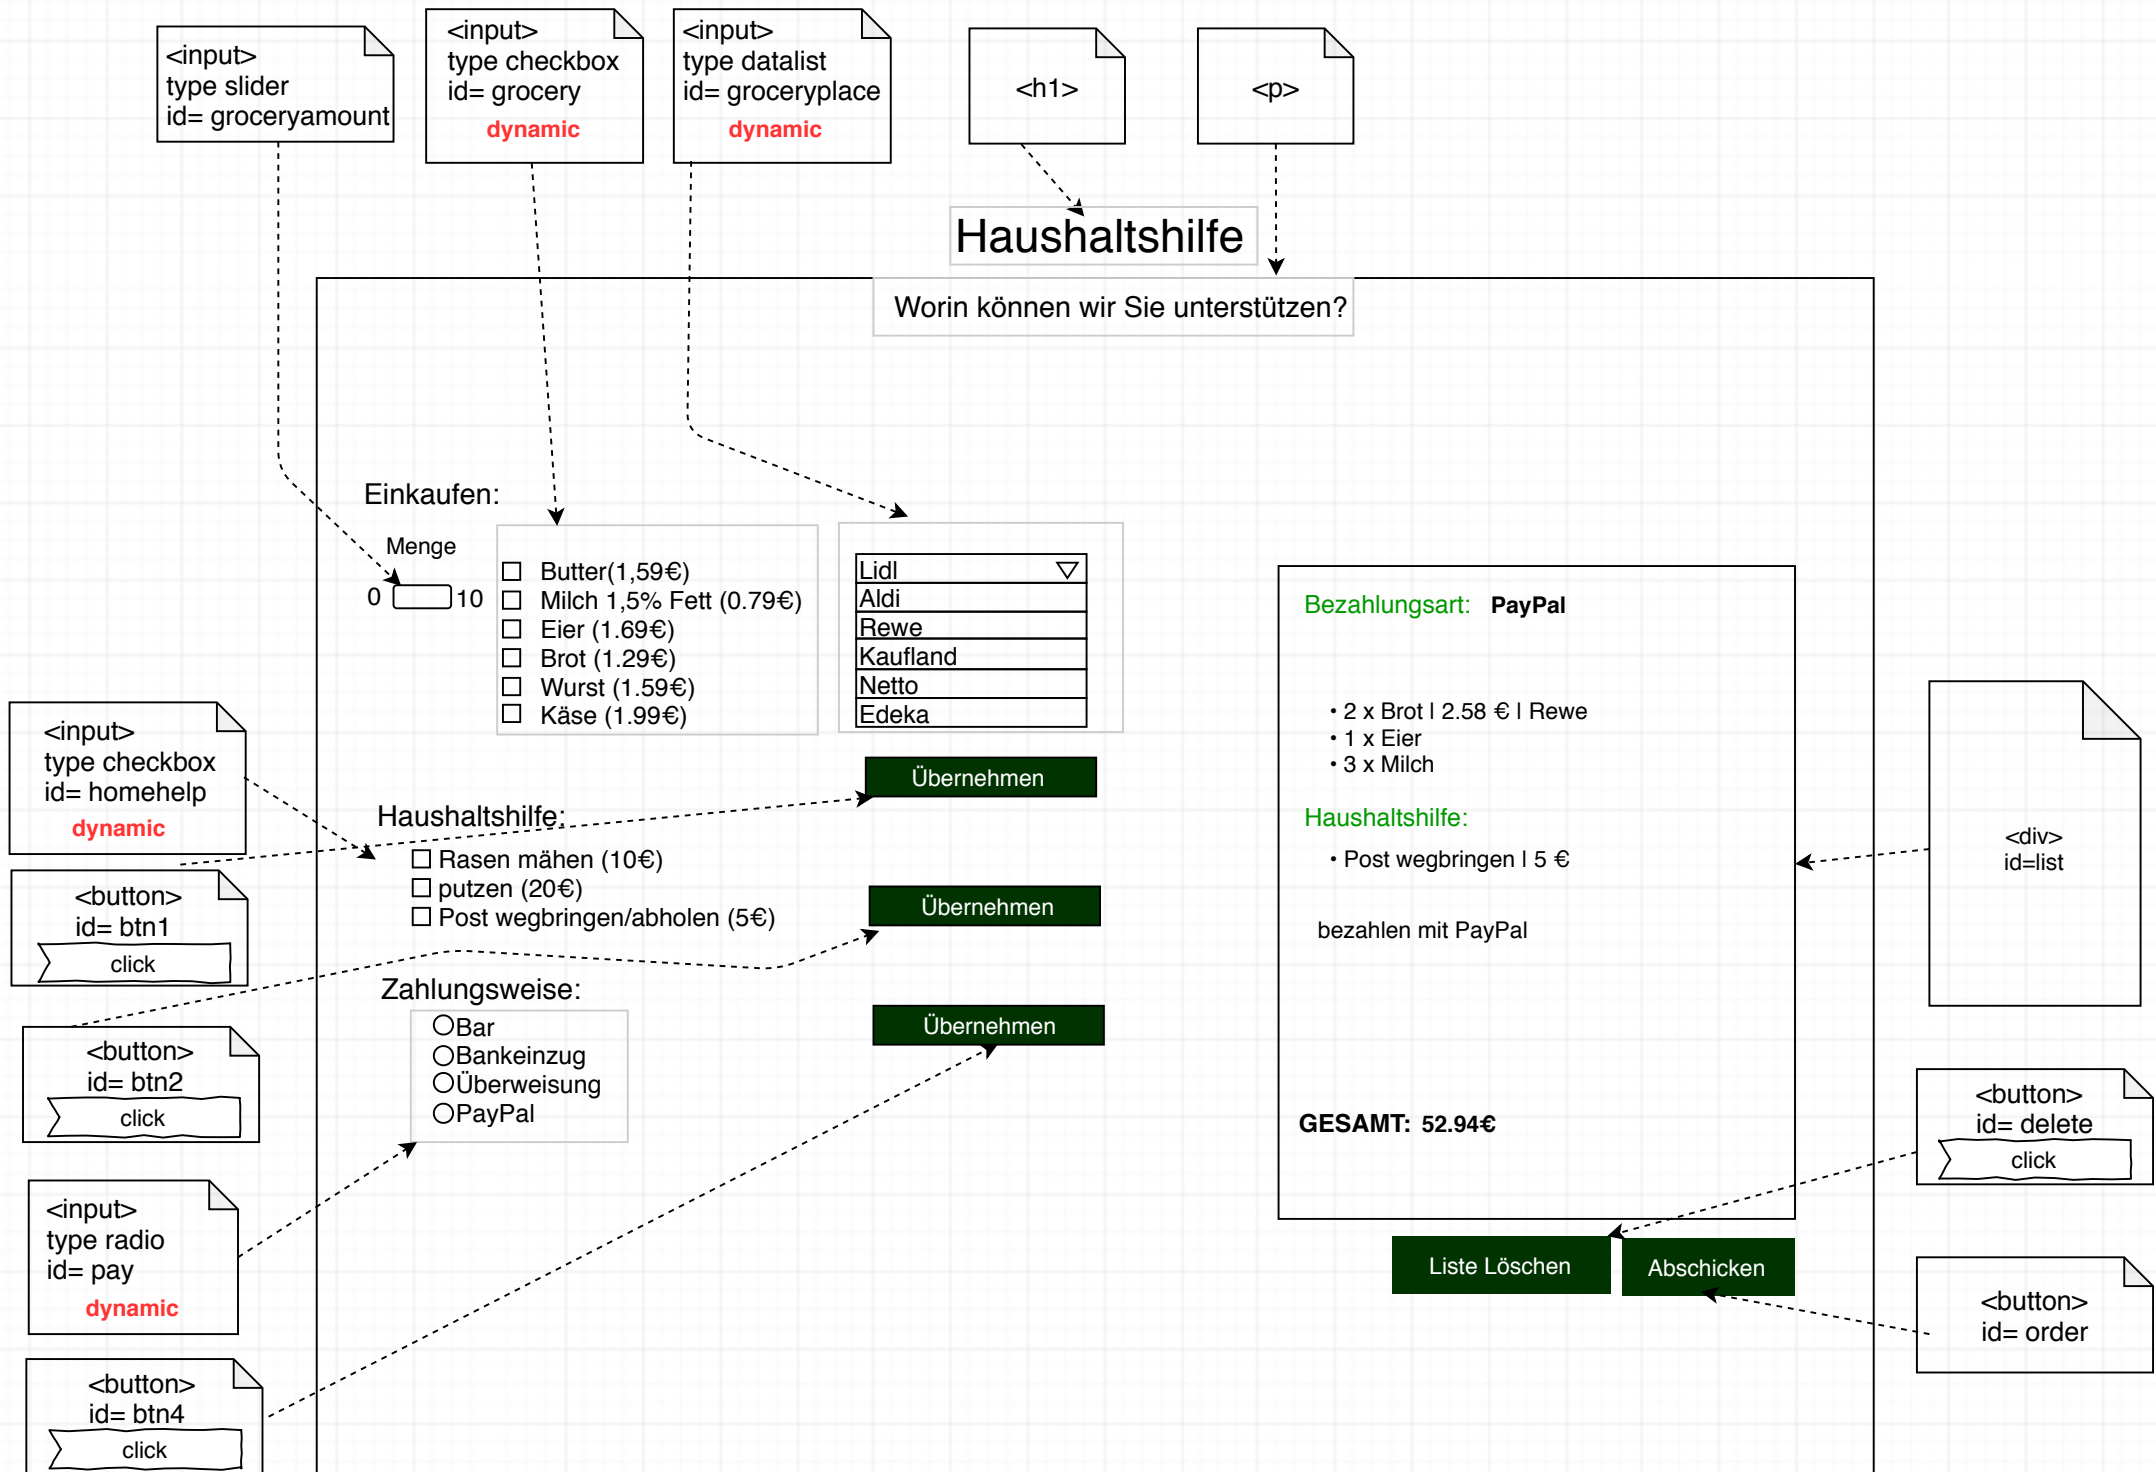 <input>
type slider
id= groceryamount
<input>
type checkbox
id= grocery
dynamic
<input>
type datalist
id= groceryplace
dynamic
<h1>
<p>
Haushaltshilfe
Worin können wir Sie unterstützen?
Einkaufen:
Menge
0
10
Butter(1,59€)
Milch 1,5% Fett (0.79€)
Eier (1.69€)
Brot (1.29€)
Wurst (1.59€)
Käse (1.99€)
Lidl
Aldi
Rewe
Kaufland
Netto
Edeka
Übernehmen
<input>
type checkbox
id= homehelp
dynamic
Haushaltshilfe:
Rasen mähen (10€)
putzen (20€)
Post wegbringen/abholen (5€)
Übernehmen
<button>
id= btn1
click
Zahlungsweise:
Bar
Bankeinzug
Überweisung
PayPal
Übernehmen
<button>
id= btn2
click
<input>
type radio
id= pay
dynamic
<button>
id= btn4
click
Bezahlungsart: PayPal
• 2 x Brot | 2.58 € | Rewe
• 1 x Eier
• 3 x Milch
Haushaltshilfe:
• Post wegbringen | 5 €
bezahlen mit PayPal
GESAMT: 52.94€
Liste Löschen
Abschicken
<div>
id=list
<button>
id= delete
click
<button>
id= order